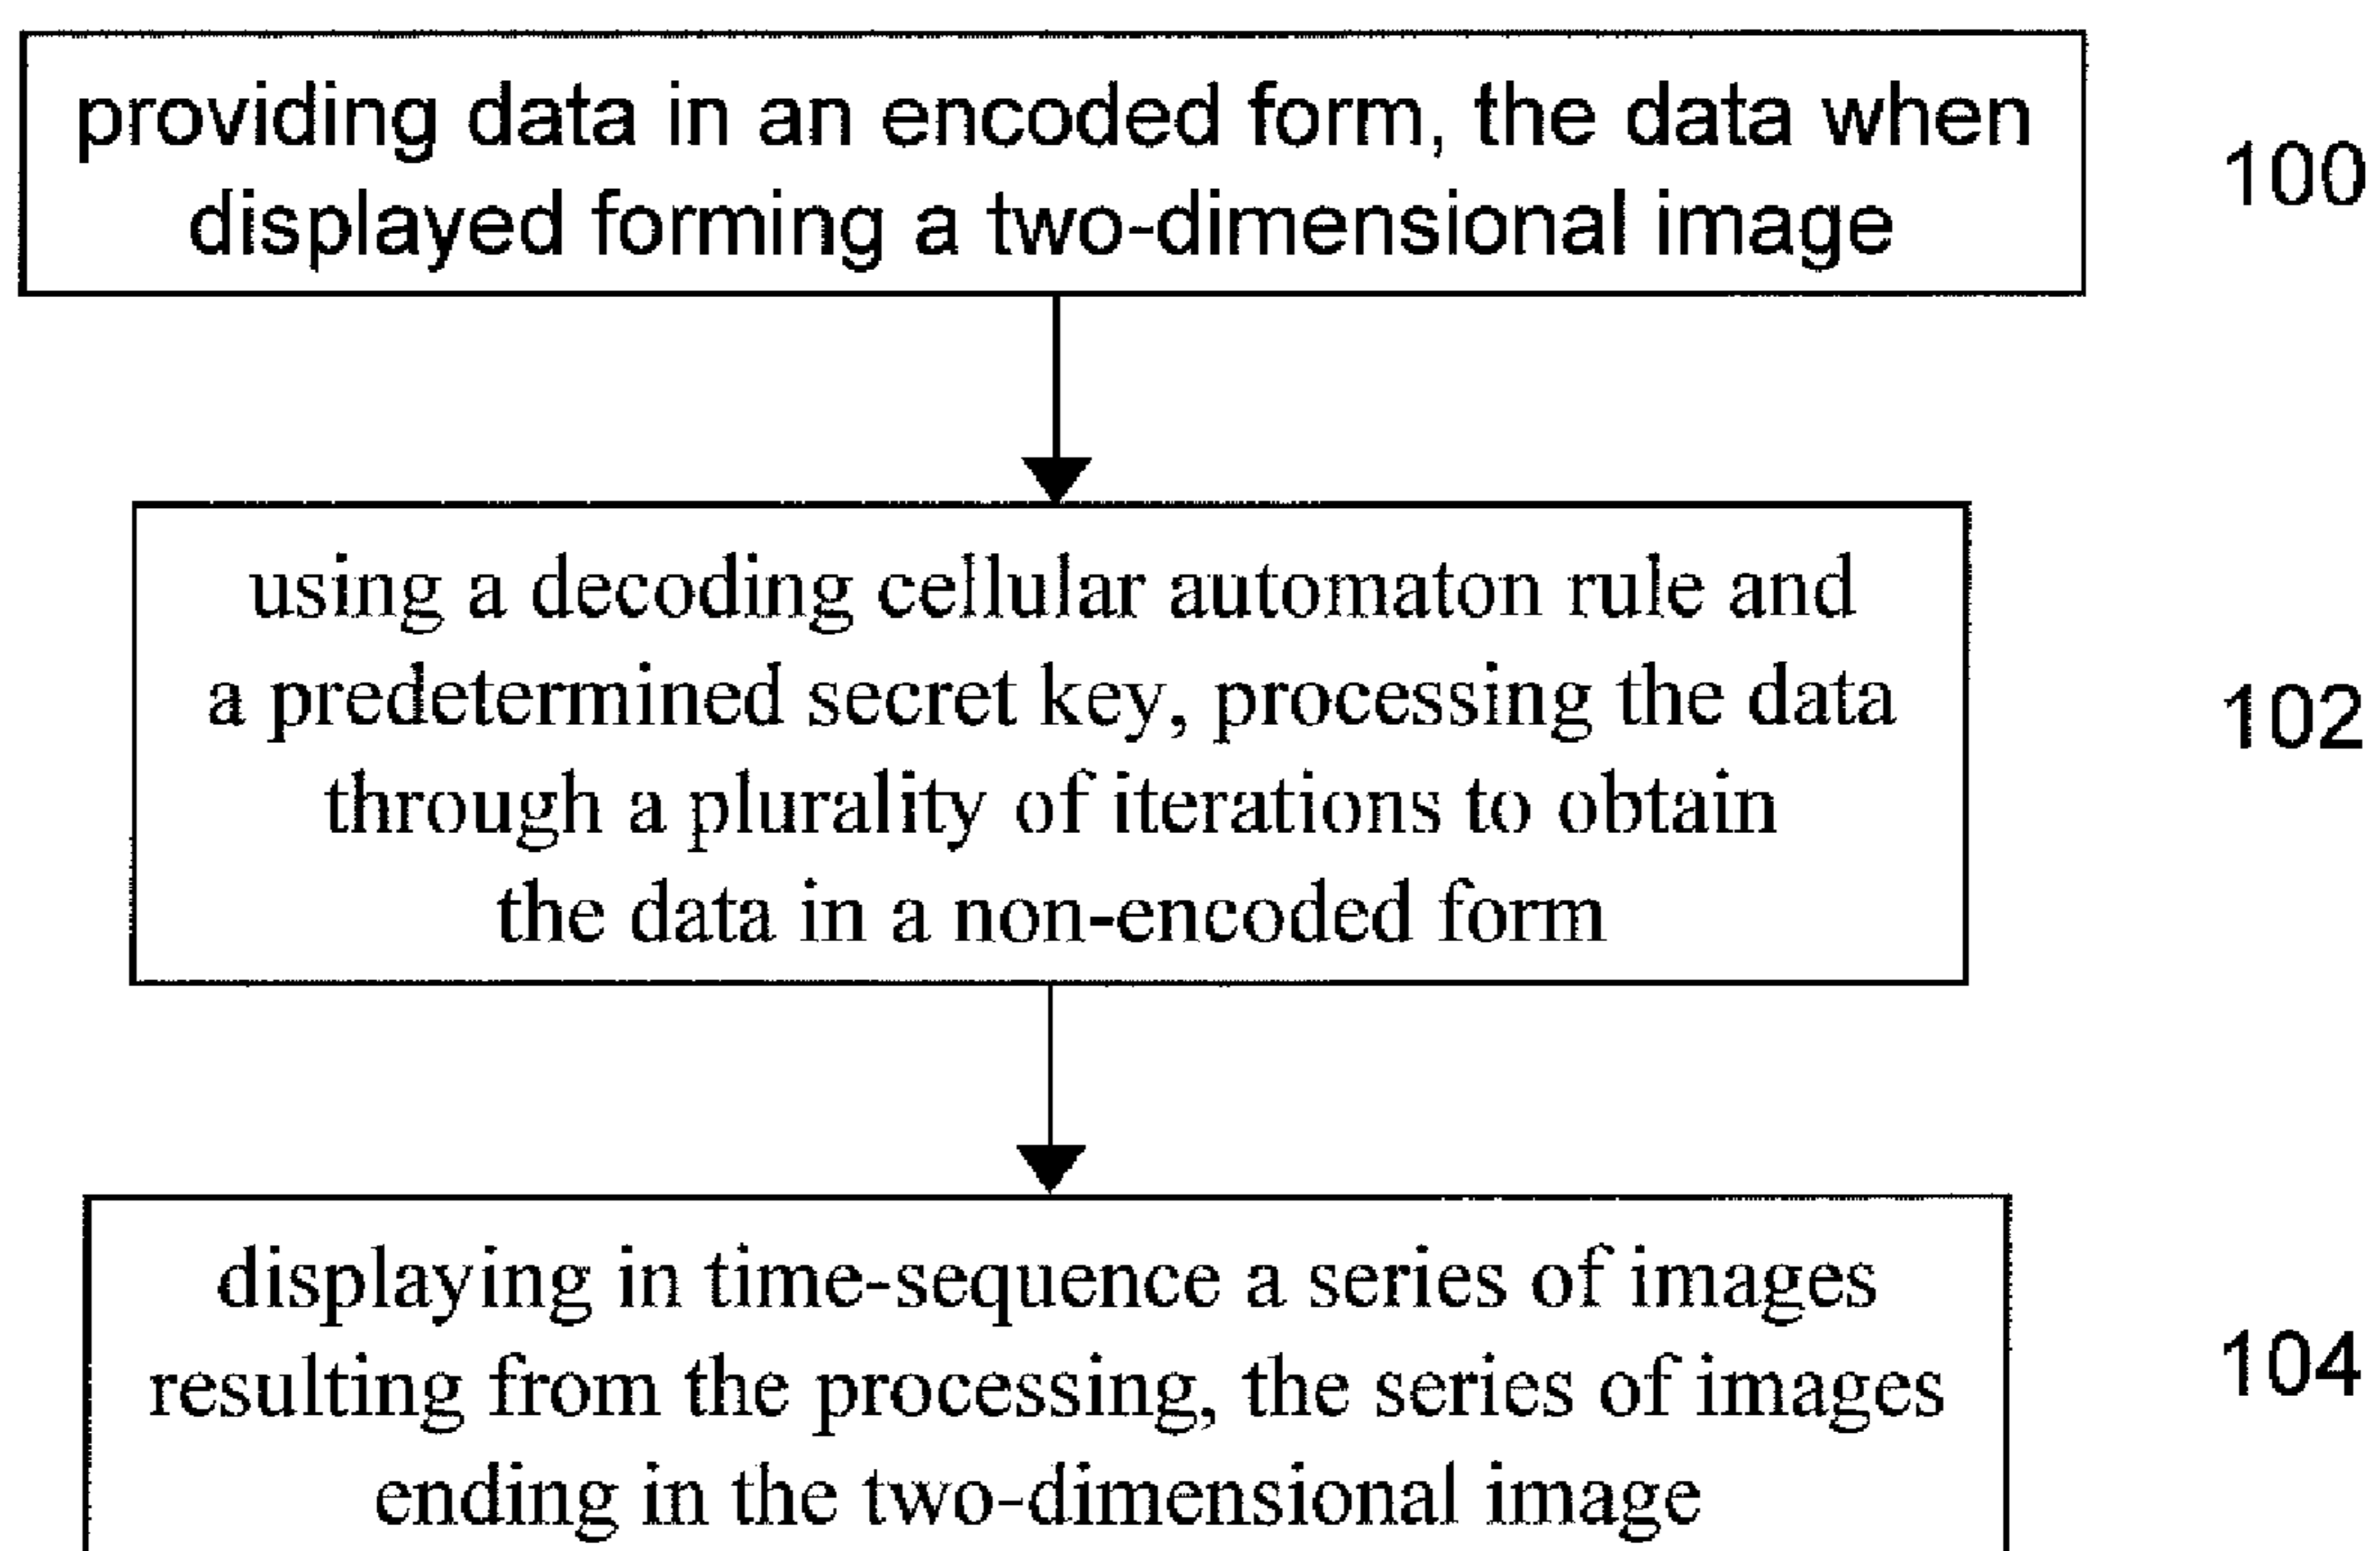 providing data in an encoded form, the data when
displayed forming a two-dimensional image
100
using a decoding cellular automaton rule and
a predetermined secret key, processing the data
through a plurality of iterations to obtain
the data in a non-encoded form
102
displaying in time-sequence a series of images
resulting from the processing, the series of images
ending in the two-dimensional image
104